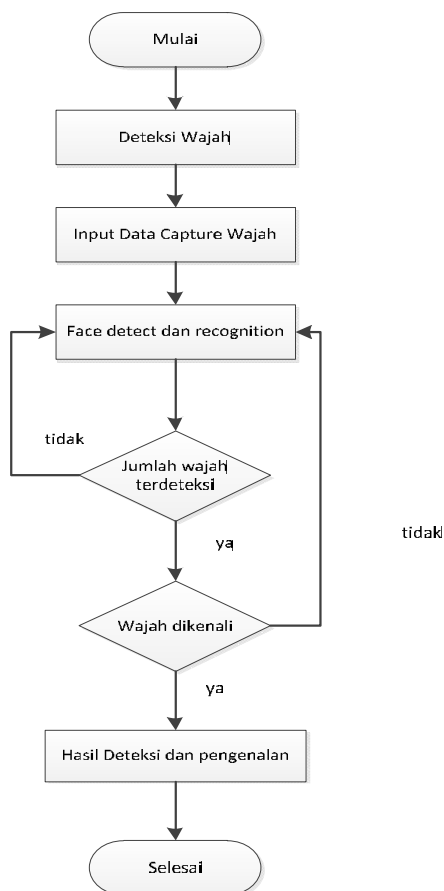 Mulai
Deteksi Wajah
Input Data Capture Wajah
Face detect dan recognition
tidak
Jumlah wajah
terdeteksi
ya
tidak
Wajah dikenali
ya
Hasil Deteksi dan pengenalan
Selesai